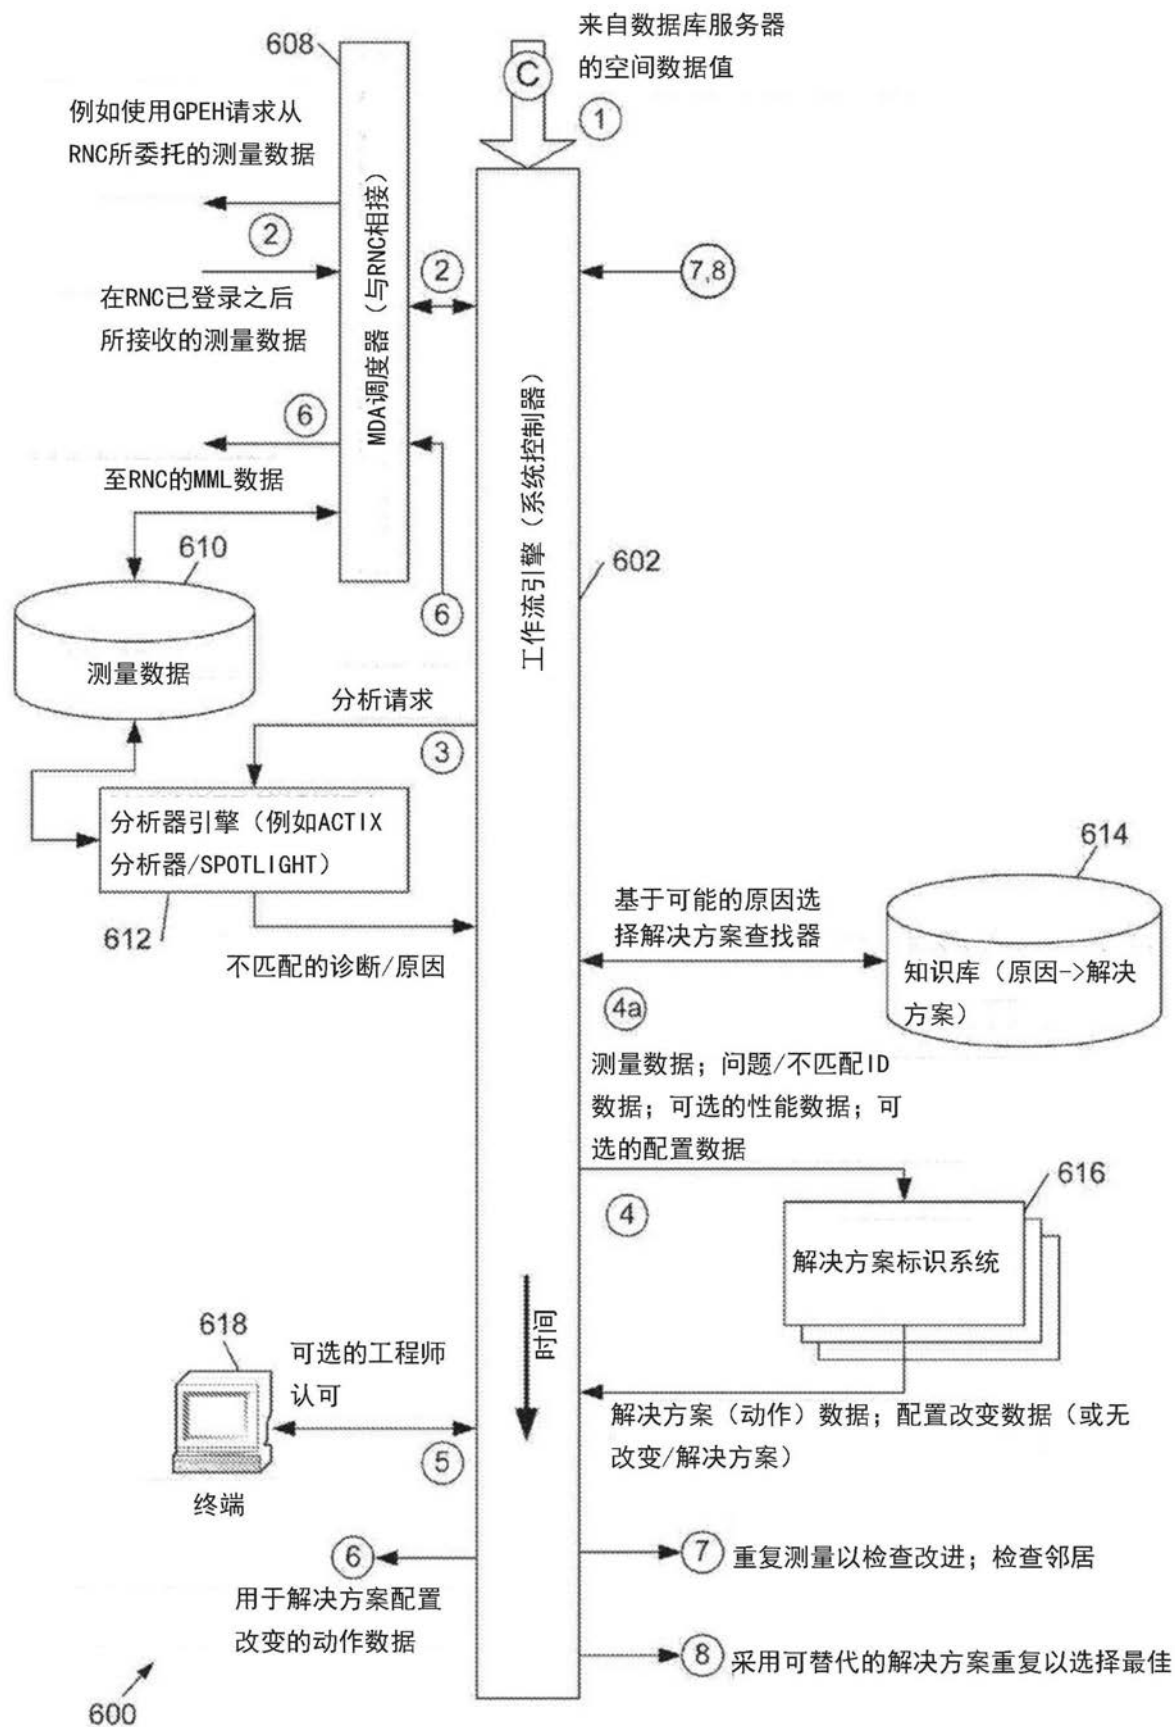 来自数据库服务器
的空间数据值
C
1
608
例如使用GPEH请求从
RNC所委托的测量数据
2
在RNC已登录之后
所接收的测量数据
2
7,8
MDA调度器（与RNC相接）
6
至RNC的MML数据
610
测量数据
6
工作流引擎（系统控制器）
602
分析请求
3
分析器引擎（例如ACTIX
分析器/SPOTLIGHT）
612
不匹配的诊断/原因
614
基于可能的原因选
择解决方案查找器
知识库（原因->解决
方案）
4a
测量数据；问题/不匹配ID
数据；可选的性能数据；可
选的配置数据
616
4
解决方案标识系统
时间
618
可选的工程师
认可
5
终端
解决方案（动作）数据；配置改变数据（或无
改变/解决方案）
6
用于解决方案配置
改变的动作数据
7
重复测量以检查改进；检查邻居
8
采用可替代的解决方案重复以选择最佳
600